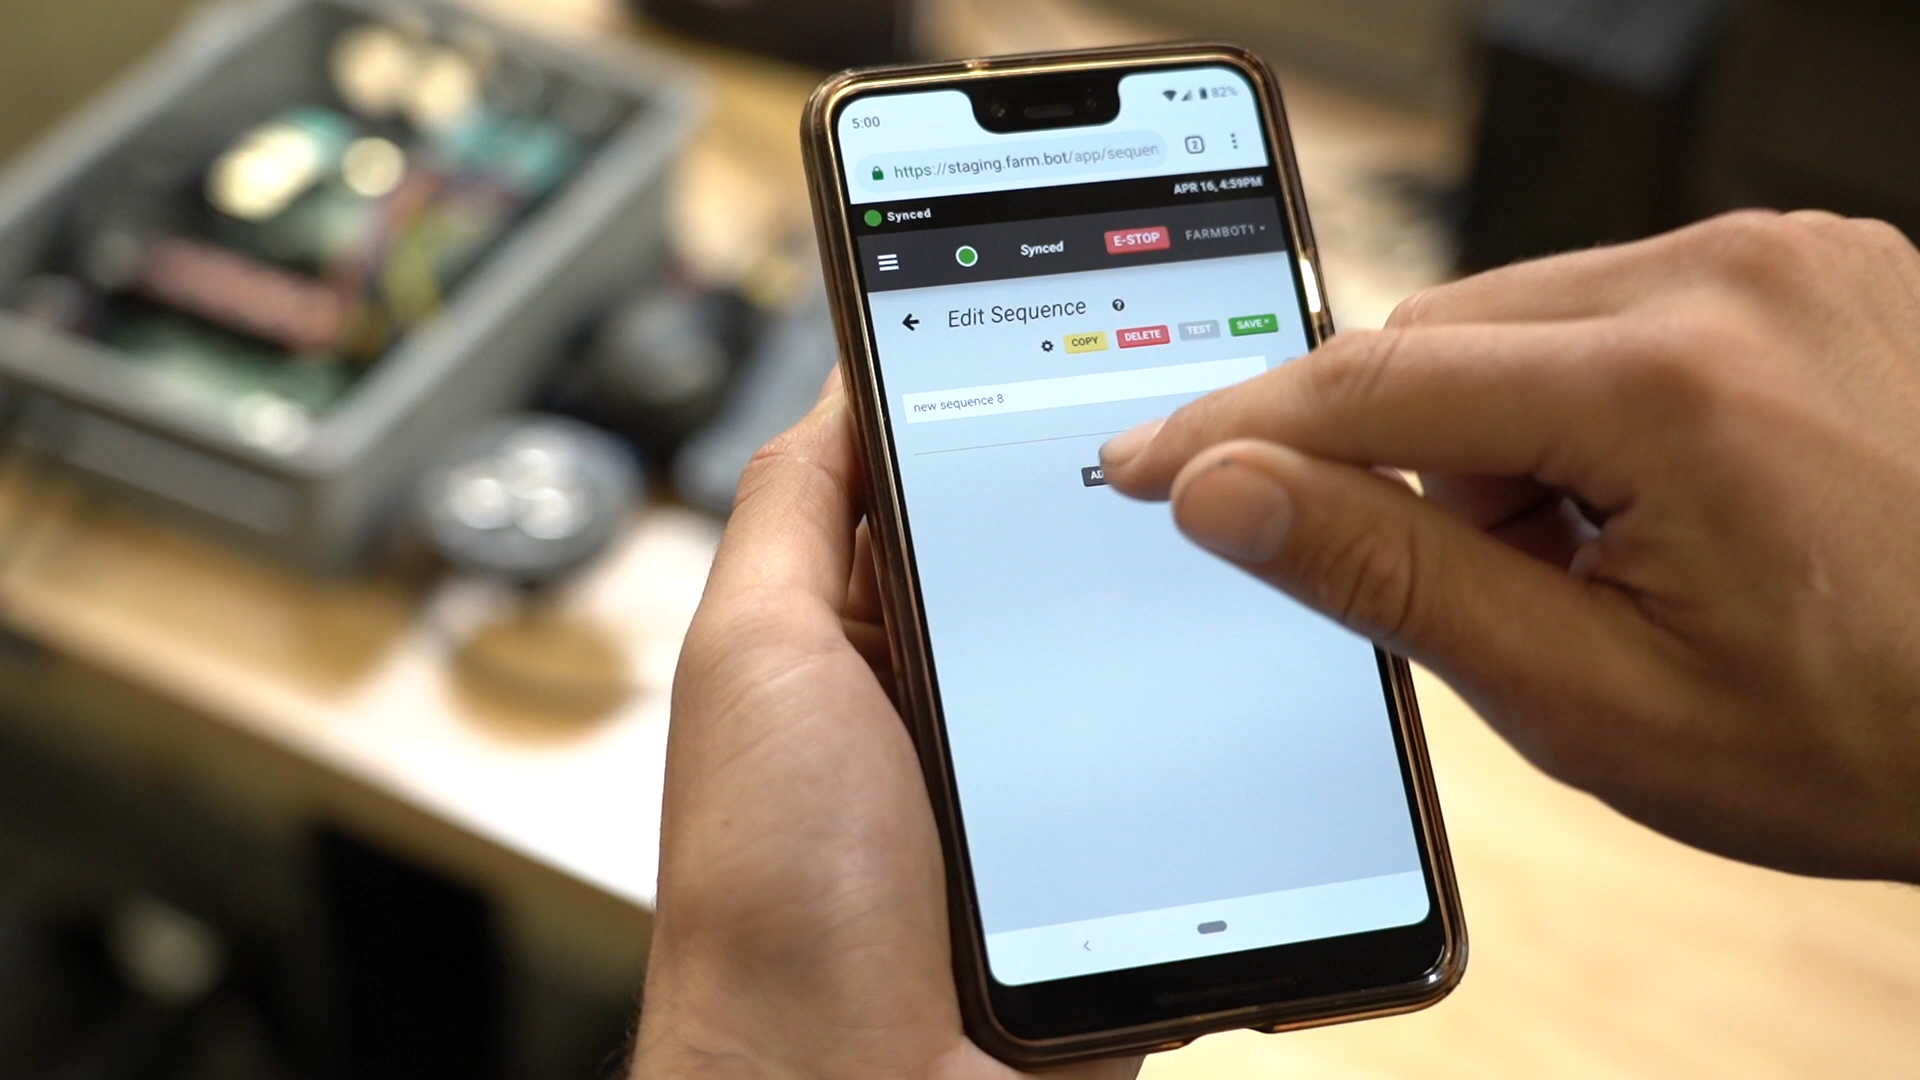 5:00 82%
https://staging.farm.bot/app/sequen 2
APR 16, 4:59PM
Synced
Synced E-STOP FARMBOT1
Edit Sequence ?
COPY DELETE TEST SAVE *
new sequence 8
AD